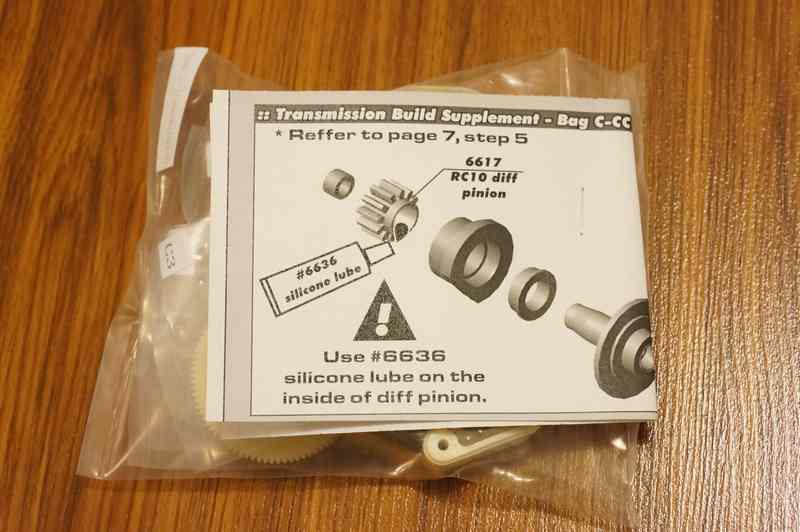 :: Transmission Build Supplement - Bag C-CC
* Reffer to page 7, step 5
6617
RC10 diff
pinion
#6636
silicone lube
C3
Use #6636
silicone lube on the
inside of diff pinion.